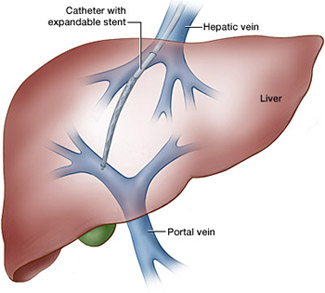 Catheter with
expandable stent
Hepatic vein
Liver
Portal vein